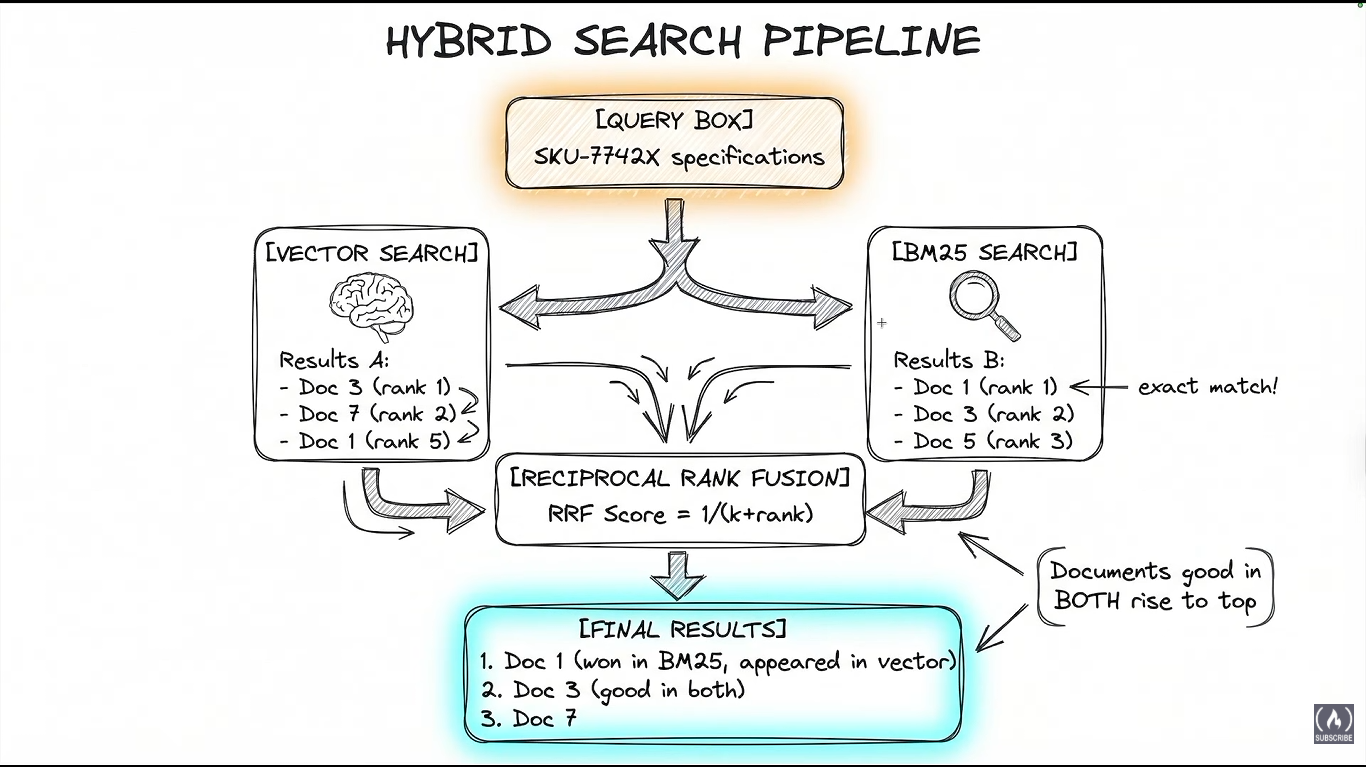 HYBRID SEARCH PIPELINE
[QUERY BOX]
SKU-7742X specifications
[VECTOR SEARCH]
Results A:
- Doc 3 (rank 1)
- Doc 7 (rank 2)
- Doc 1 (rank 5)
[BM25 SEARCH]
Results B:
- Doc 1 (rank 1)
- Doc 3 (rank 2)
- Doc 5 (rank 3)
exact match!
[RECIPROCAL RANK FUSION]
RRF Score = 1/(k+rank)
Documents good in
BOTH rise to top
[FINAL RESULTS]
1. Doc 1 (won in BM25, appeared in vector)
2. Doc 3 (good in both)
3. Doc 7
SUBSCRIBE